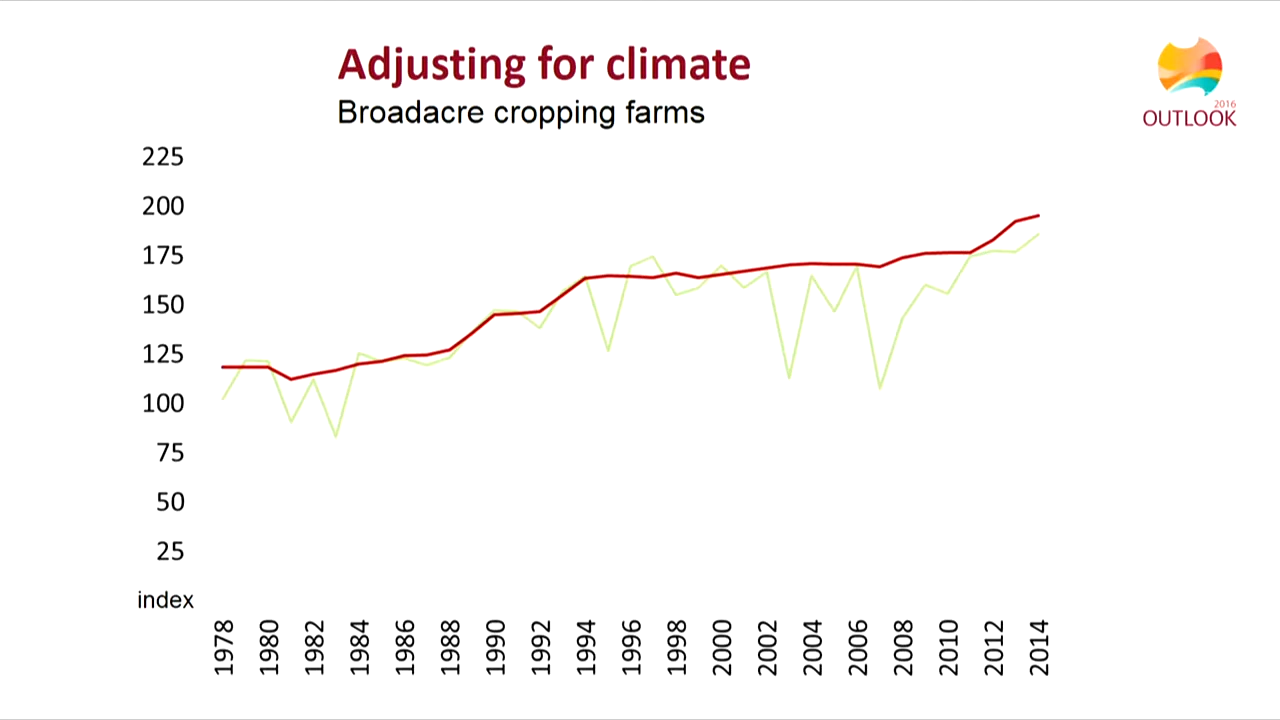 Adjusting for climate
Broadacre cropping farms
2016
OUTLOOK
225
200
175
150
125
100
75
50
25
index
1978 1980 1982 1984 1986 1988 1990 1992 1994 1996 1998 2000 2002 2004 2006 2008 2010 2012 2014